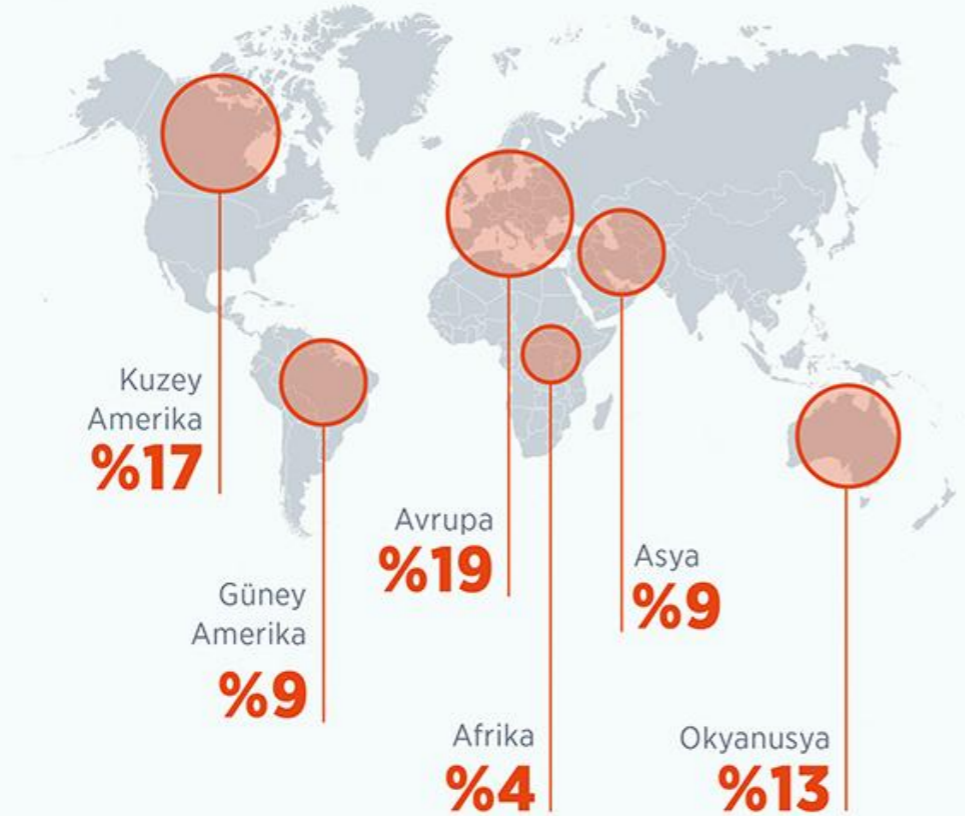 Kuzey
Amerika
%17
Güney
Amerika
%9
Avrupa
%19
Afrika
%4
Asya
%9
Okyanusya
%13